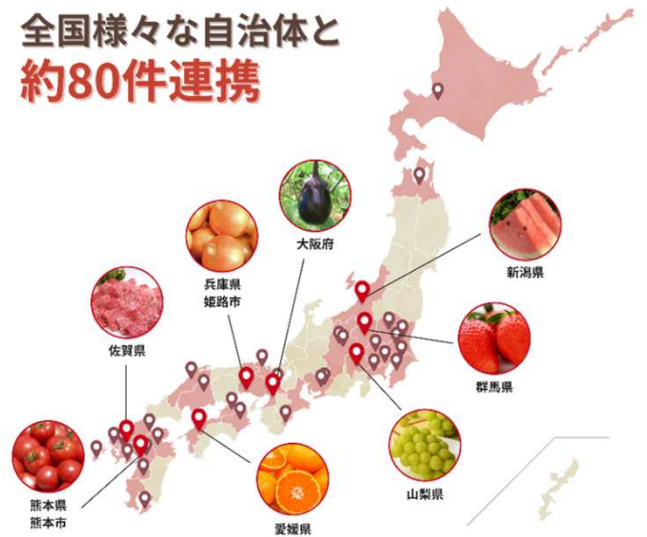 全国様々な自治体と
約80件連携
大阪府
兵庫県
姫路市
新潟県
佐賀県
群馬県
山梨県
熊本県
熊本市
愛媛県